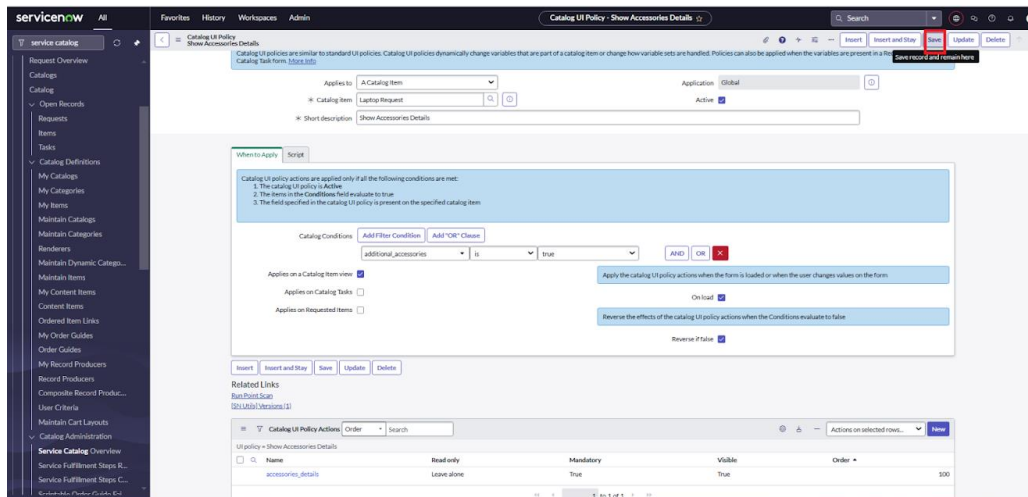 servicenow All Favorites History Workspaces Admin Catalog UI Policy - Show Accessories Details Search
service catalog
Catalog UI Policy
Show Accessories Details
Insert Insert and Stay Save Update Delete
Save record and remain here
Request Overview
Catalogs
Catalog
Open Records
Requests
Items
Tasks
Catalog Definitions
My Catalogs
My Categories
My Items
Maintain Catalogs
Maintain Categories
Renderers
Maintain Dynamic Catego...
Maintain Items
My Content Items
Content Items
Ordered Item Links
My Order Guides
Order Guides
My Record Producers
Record Producers
Composite Record Produc...
User Criteria
Maintain Cart Layouts
Catalog Administration
Service Catalog Overview
Service Fulfillment Steps R...
Service Fulfillment Steps C...
Catalog UI policies are similar to standard UI policies. Catalog UI policies dynamically change variables that are part of a catalog item or change how variable sets are handled. Policies can also be applied when the variables are present in a
Catalog Task form. More Info
Applies to A Catalog Item Application Global
Catalog item Laptop Request Active
Short description Show Accessories Details
When to Apply Script
Catalog UI policy actions are applied only if all the following conditions are met:
1. The catalog UI policy is Active
2. The items in the Conditions field evaluate to true
3. The field specified in the catalog UI policy is present on the specified catalog item
Catalog Conditions Add Filter Condition Add "OR" Clause
additional_accessories is true AND OR
Applies on a Catalog Item view Apply the catalog UI policy actions when the form is loaded or when the user changes values on the form
Applies on Catalog Tasks On load
Applies on Requested Items Reverse the effects of the catalog UI policy actions when the Conditions evaluate to false
Reverse if false
Insert Insert and Stay Save Update Delete
Related Links
Run Point Scan
[SN Utils] Versions (1)
Catalog UI Policy Actions Order Search Actions on selected rows... New
UI policy = Show Accessories Details
Name Read only Mandatory Visible Order
accessories_details Leave alone True True 100
1 to 1 of 1